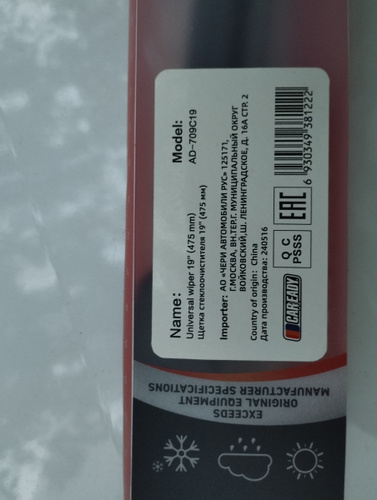 Name:
Universal wiper 19" (475 mm)
Щетка стеклоочистителя 19" (475 мм)
Model:
AD-709C19
Importer: АО «ЧЕРИ АВТОМОБИЛИ РУС» 125171,
Г.МОСКВА, ВН.ТЕР.Г. МУНИЦИПАЛЬНЫЙ ОКРУГ
ВОЙКОВСКИЙ,Ш. ЛЕНИНГРАДСКОЕ, Д. 16А СТР. 2
Country of origin: China
Дата производства: 240516
CAREADY
Q C
PSSS
EAC
6 930349 381222
EXCEEDS
ORIGINAL EQUIPMENT
MANUFACTURER SPECIFICATIONS